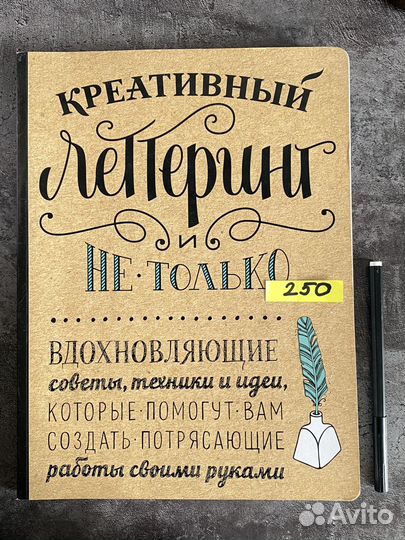 КРЕАТИВНЫЙ
Леттеринг
И
НЕ·ТОЛЬКО
250
ВДОХНОВЛЯЮЩИЕ
советы, техники и идеи,
КОТОРЫЕ·ПОМОГУТ·ВАМ
СОЗДАТЬ·ПОТРЯСАЮЩИЕ
работы своими руками
Avito